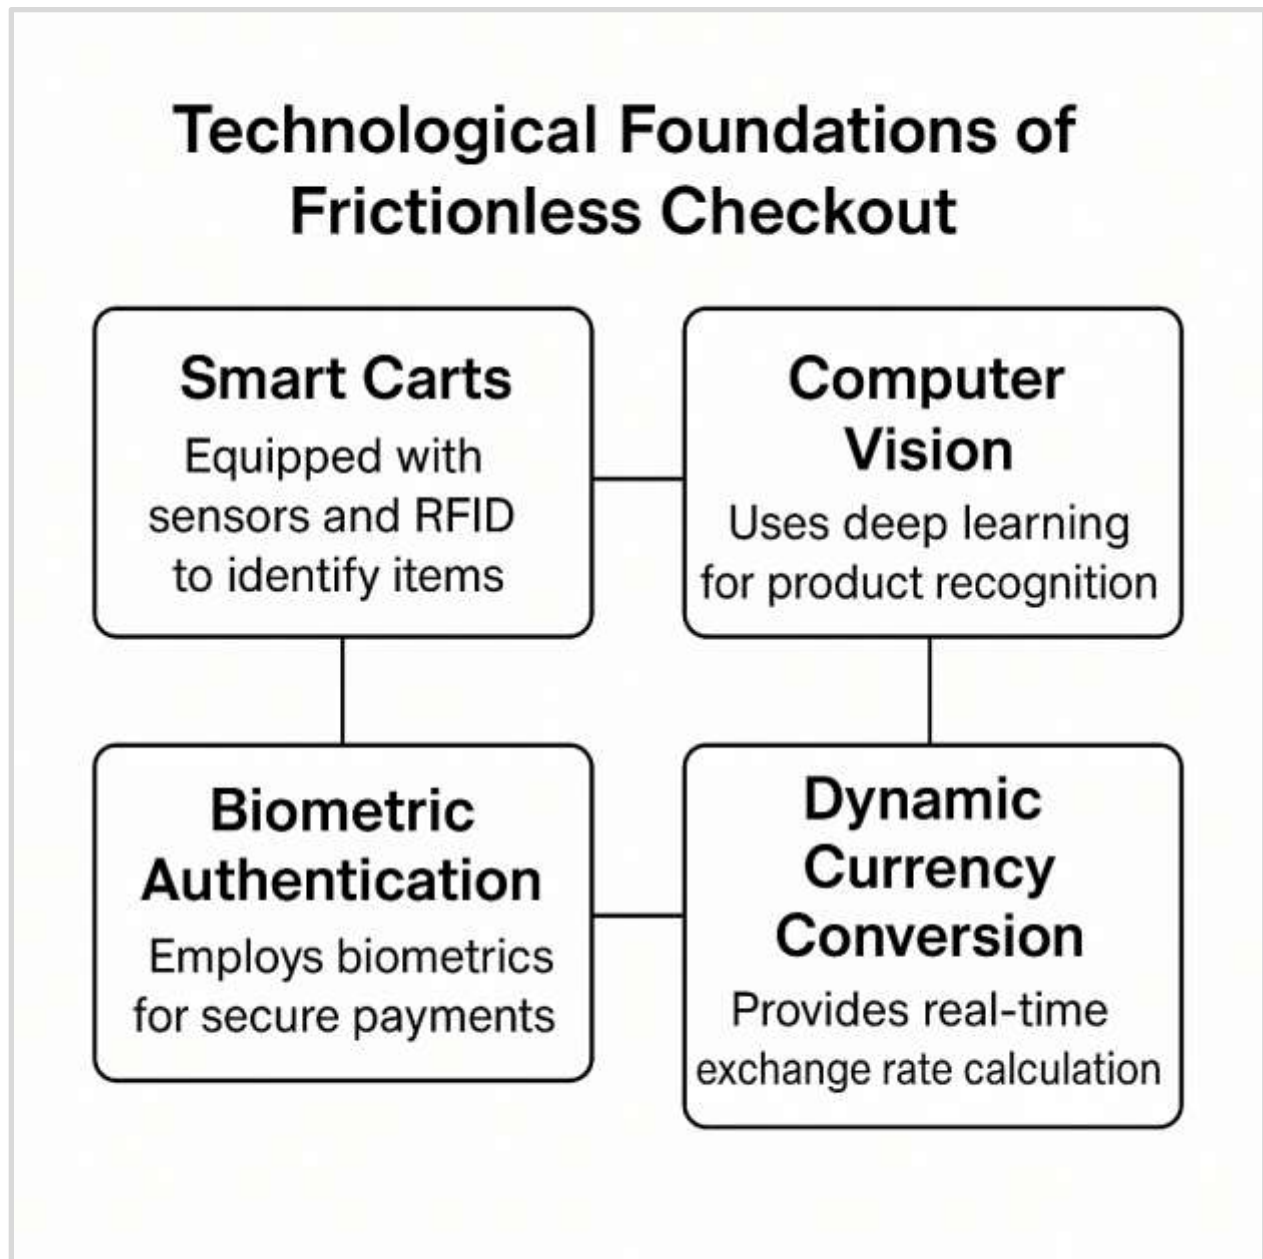 Technological Foundations of
Frictionless Checkout
Smart Carts
Equipped with
sensors and RFID
to identify items
Computer
Vision
Uses deep learning
for product recognition
Biometric
Authentication
Employs biometrics
for secure payments
Dynamic
Currency
Conversion
Provides real-time
exchange rate calculation